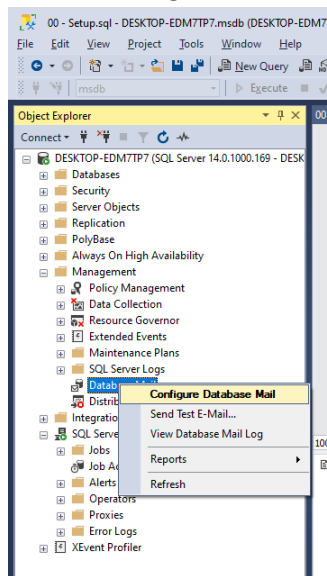 00 - Setup.sql - DESKTOP-EDM7TP7.msdb (DESKTOP-EDM7
File Edit View Project Tools Window Help
New Query
msdb Execute
Object Explorer 00
Connect
DESKTOP-EDM7TP7 (SQL Server 14.0.1000.169 - DESK
Databases
Security
Server Objects
Replication
PolyBase
Always On High Availability
Management
Policy Management
Data Collection
Resource Governor
Extended Events
Maintenance Plans
SQL Server Logs
Configure Database Mail
Send Test E-Mail...
View Database Mail Log
Reports
Refresh
Distrib
Integratio
SQL Serve
Jobs
Job Ac
Alerts
Operators
Proxies
Error Logs
XEvent Profiler